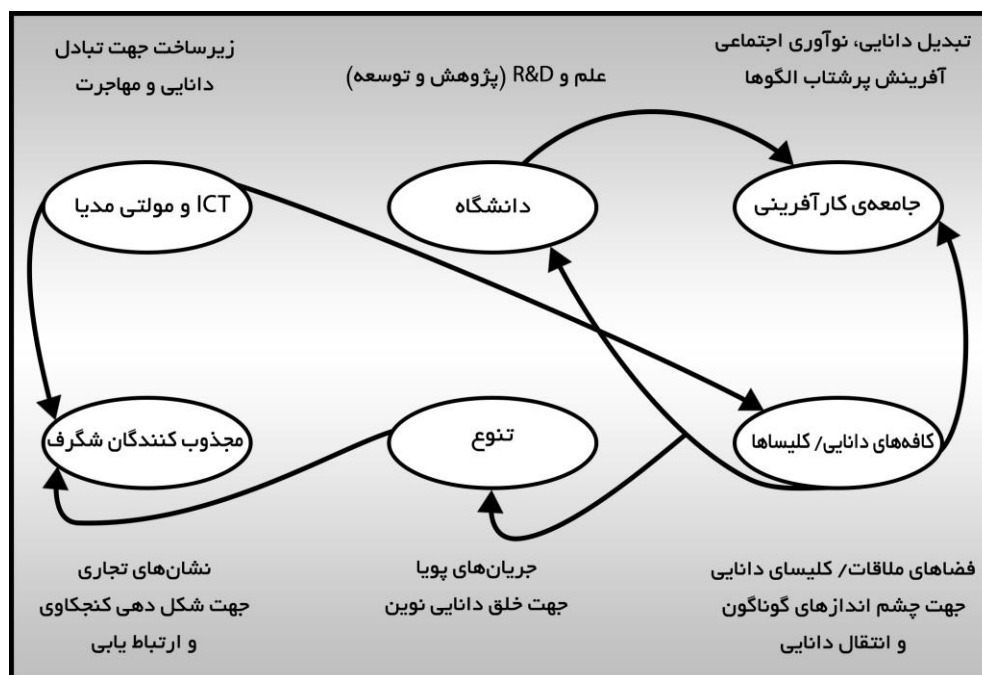 تبدیل دانایی، نوآوری اجتماعی
آفرینش پرشتاب الگوها
علم و R&D (پژوهش و توسعه)
زیرساخت جهت تبادل
دانایی و مهاجرت
جامعه‌ی کارآفرینی
دانشگاه
ICT و مولتی مدیا
کافه‌های دانایی/ کلیساها
تنوع
مجذوب کنندگان شگرف
فضاهای ملاقات/ کلیسای دانایی
جهت چشم اندازهای گوناگون
و انتقال دانایی
جریان‌های پویا
جهت خلق دانایی نوین
نشان‌های تجاری
جهت شکل دهی کنجکاوی
و ارتباط یابی